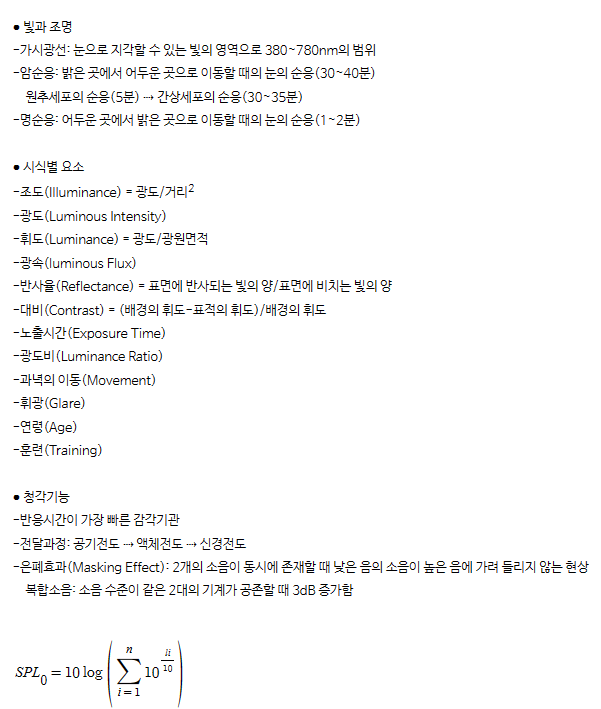 ● 빛과 조명
-가시광선: 눈으로 지각할 수 있는 빛의 영역으로 380~780nm의 범위
-암순응: 밝은 곳에서 어두운 곳으로 이동할 때의 눈의 순응(30~40분)
원추세포의 순응(5분) → 간상세포의 순응(30~35분)
-명순응: 어두운 곳에서 밝은 곳으로 이동할 때의 눈의 순응(1~2분)
● 시식별 요소
-조도(Illuminance) = 광도/거리²
-광도(Luminous Intensity)
-휘도(Luminance) = 광도/광원면적
-광속(luminous Flux)
-반사율(Reflectance) = 표면에 반사되는 빛의 양/표면에 비치는 빛의 양
-대비(Contrast) = (배경의 휘도-표적의 휘도)/배경의 휘도
-노출시간(Exposure Time)
-광도비(Luminance Ratio)
-과녁의 이동(Movement)
-휘광(Glare)
-연령(Age)
-훈련(Training)
● 청각기능
-반응시간이 가장 빠른 감각기관
-전달과정: 공기전도 → 액체전도 → 신경전도
-은폐효과(Masking Effect): 2개의 소음이 동시에 존재할 때 낮은 음의 소음이 높은 음에 가려 들리지 않는 현상
복합소음: 소음 수준이 같은 2대의 기계가 공존할 때 3dB 증가함
SPL₀ = 10 log ( ∑ i=1 n 10^(li/10) )